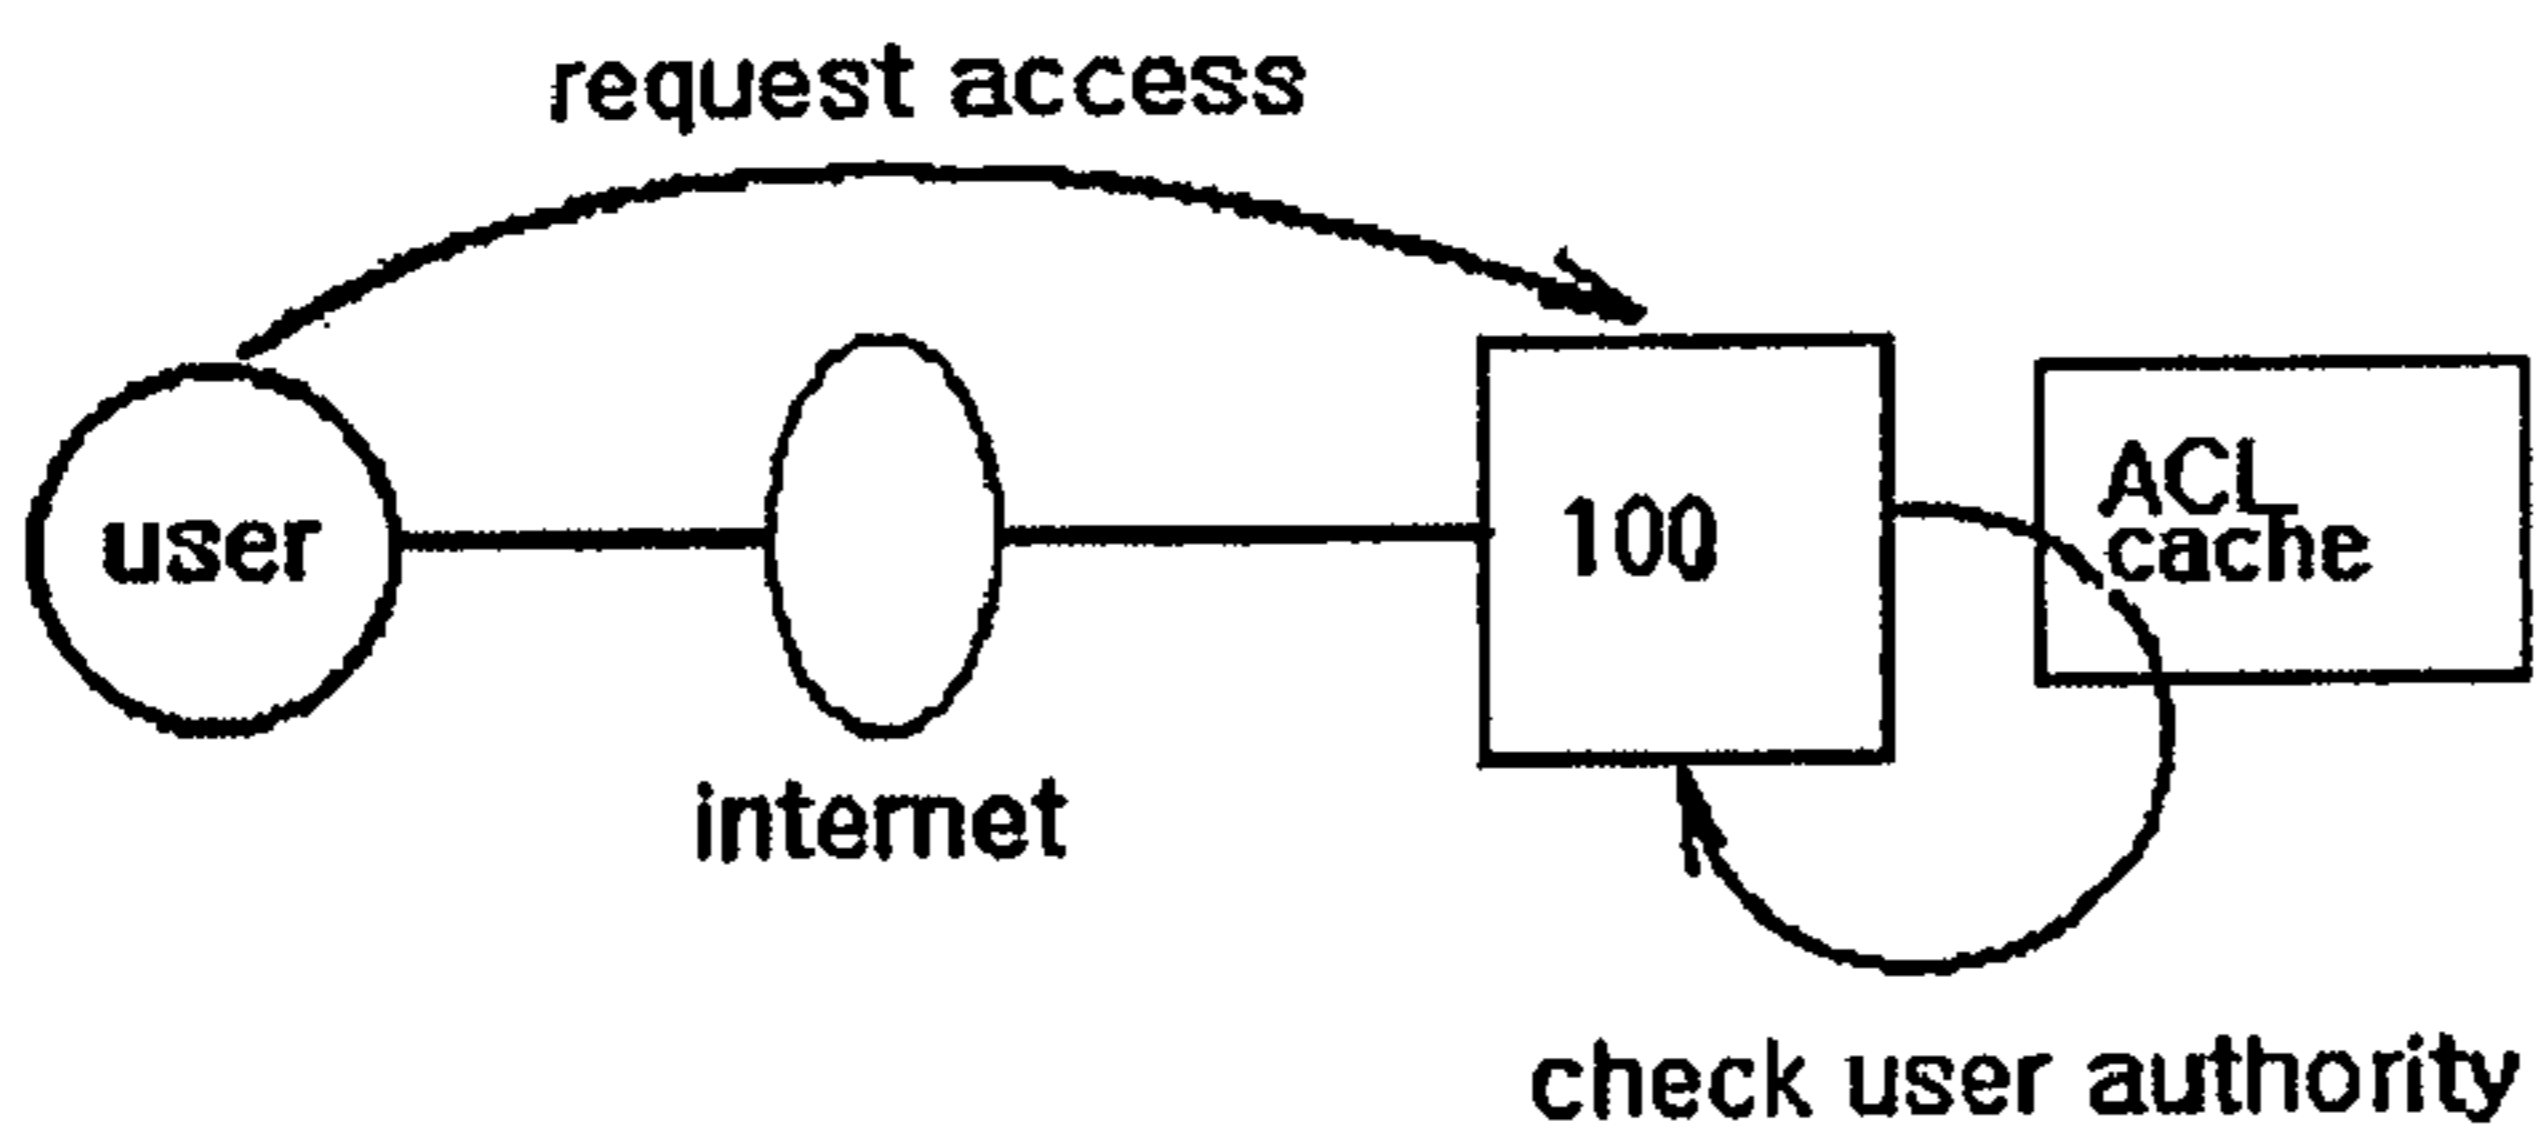 request access
user
100
ACL
cache
internet
check user authority